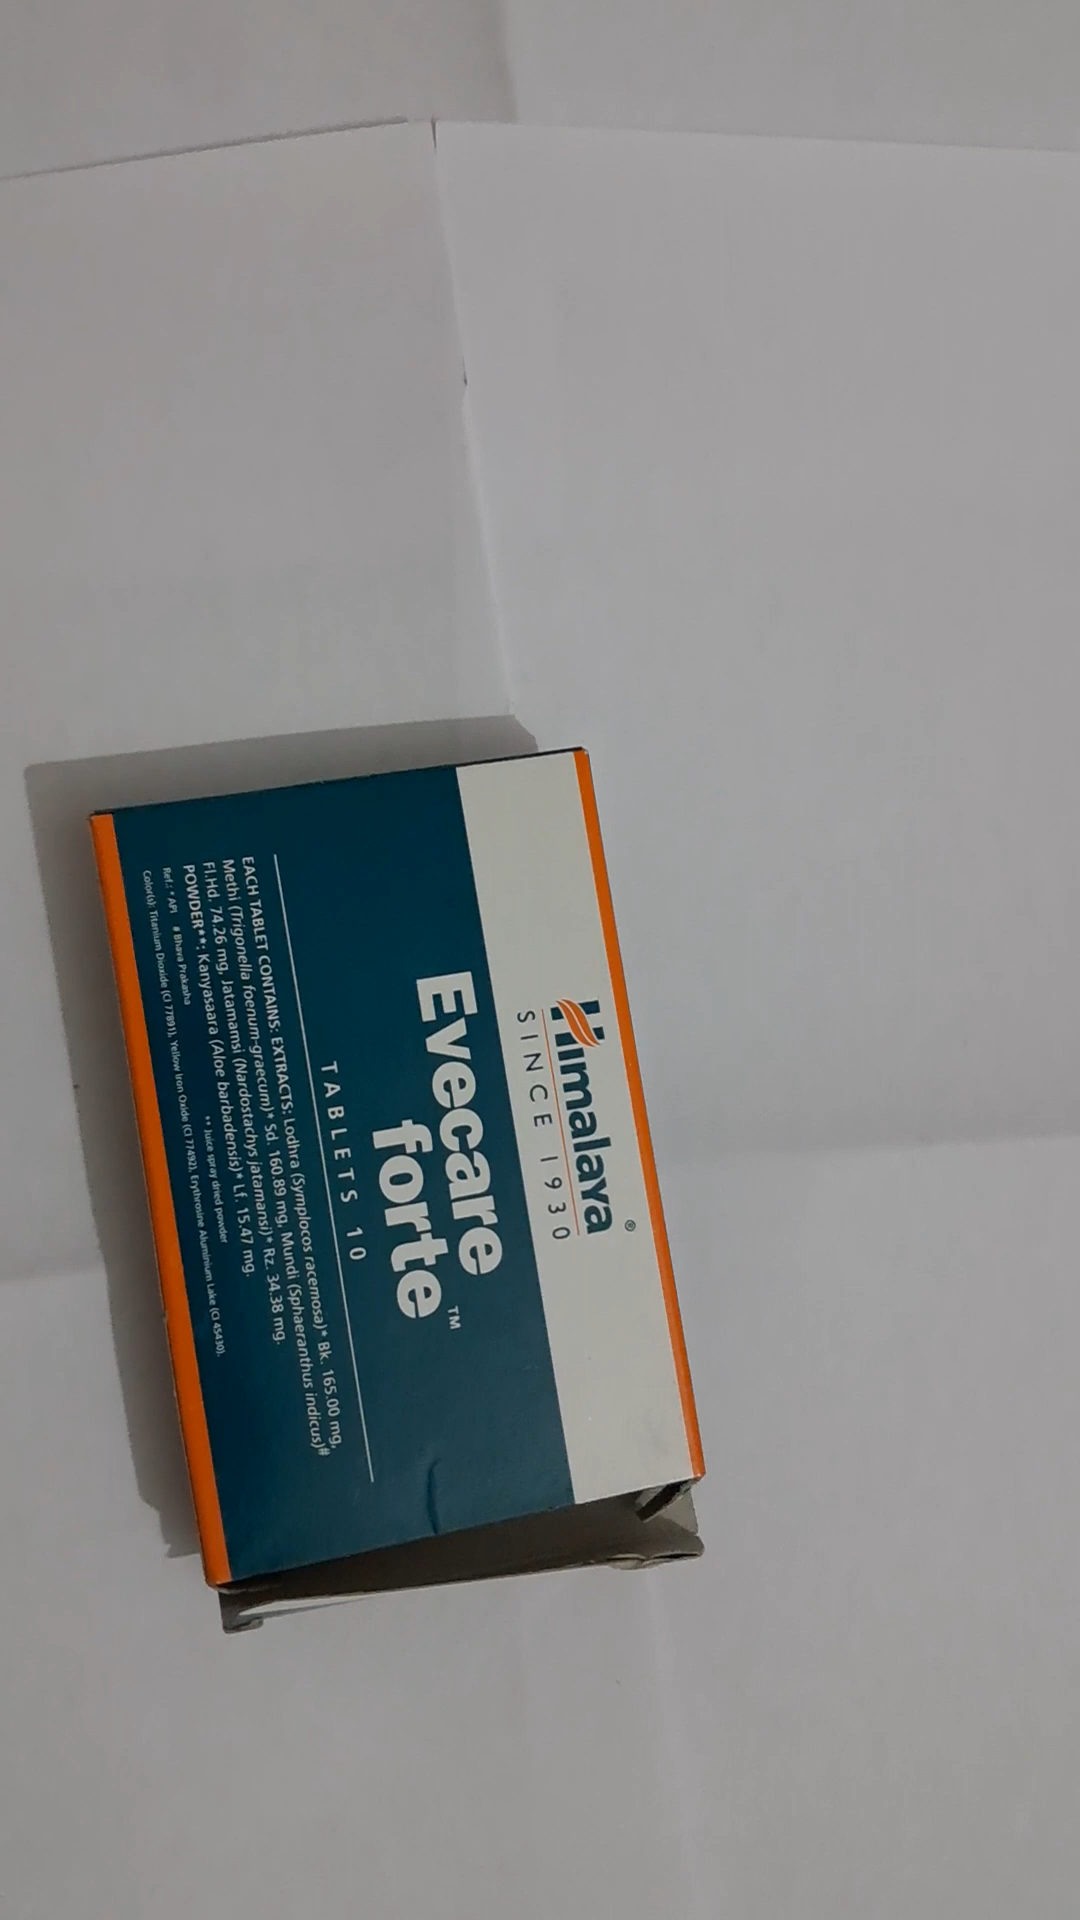 Himalaya®
SINCE 1930
Evecare
forte™
TABLETS 10
EACH TABLET CONTAINS: EXTRACTS: Lodhra (Symplocos racemosa)* Bk. 165.00 mg,
Methi (Trigonella foenum-graecum)* Sd. 160.89 mg, Mundi (Sphaeranthus indicus)#
Fl.Hd. 74.26 mg, Jatamamsi (Nardostachys jatamansi)* Rz. 34.38 mg.
POWDER**: Kanyasaara (Aloe barbadensis)* Lf. 15.47 mg.
Ref.: * API # Bhava Prakasha ** Juice spray dried powder
Color(s): Titanium Dioxide (CI 77891), Yellow Iron Oxide (CI 77492), Erythrosine Aluminium Lake (CI 45430).